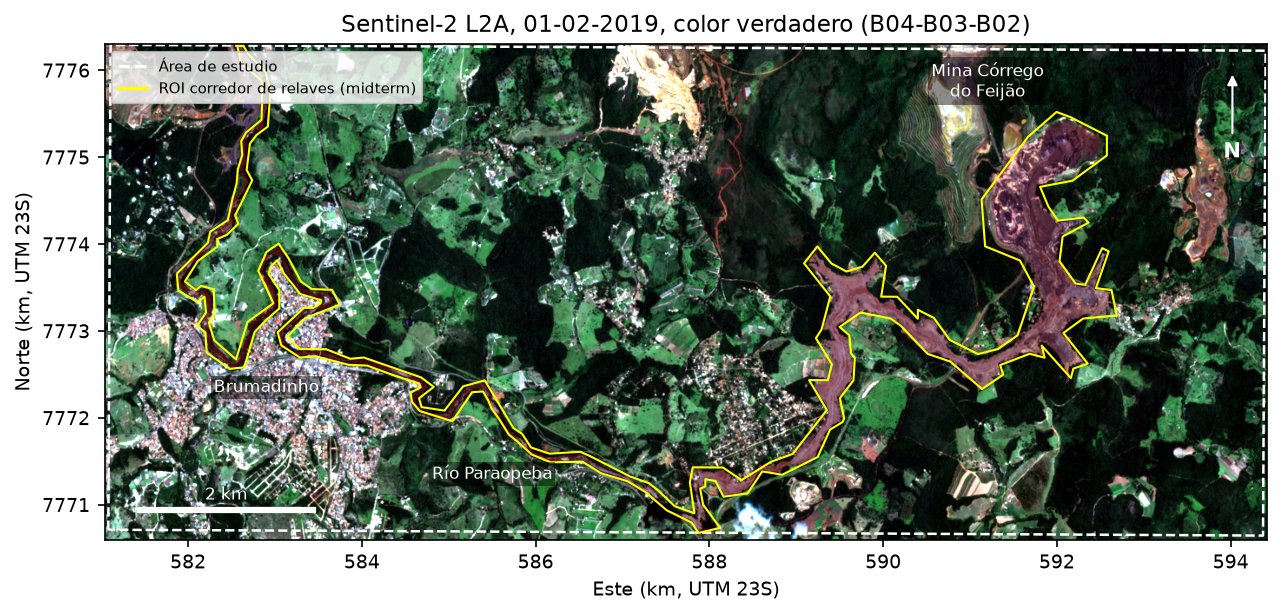 Sentinel-2 L2A, 01-02-2019, color verdadero (B04-B03-B02)
Área de estudio
ROI corredor de relaves (midterm)
Mina Córrego
do Feijão
N
Brumadinho
Río Paraopeba
2 km
7776
7775
7774
7773
7772
7771
Norte (km, UTM 23S)
582
584
586
588
590
592
594
Este (km, UTM 23S)